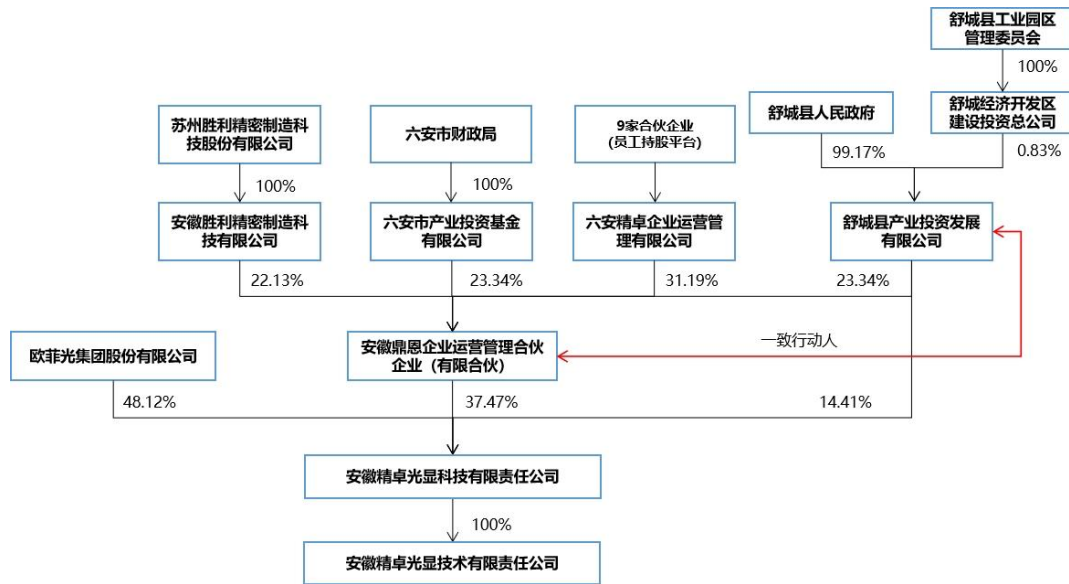 舒城县工业园区
管理委员会
100%
苏州胜利精密制造科
技股份有限公司
六安市财政局
9家合伙企业
(员工持股平台)
舒城县人民政府
舒城经济开发区
建设投资总公司
100%
100%
99.17%
0.83%
安徽胜利精密制造科
技有限公司
六安市产业投资基金
有限公司
六安精卓企业运营管
理有限公司
舒城县产业投资发展
有限公司
22.13%
23.34%
31.19%
23.34%
欧菲光集团股份有限公司
安徽鼎恩企业运营管理合伙
企业（有限合伙）
一致行动人
48.12%
37.47%
14.41%
安徽精卓光显科技有限责任公司
100%
安徽精卓光显技术有限责任公司